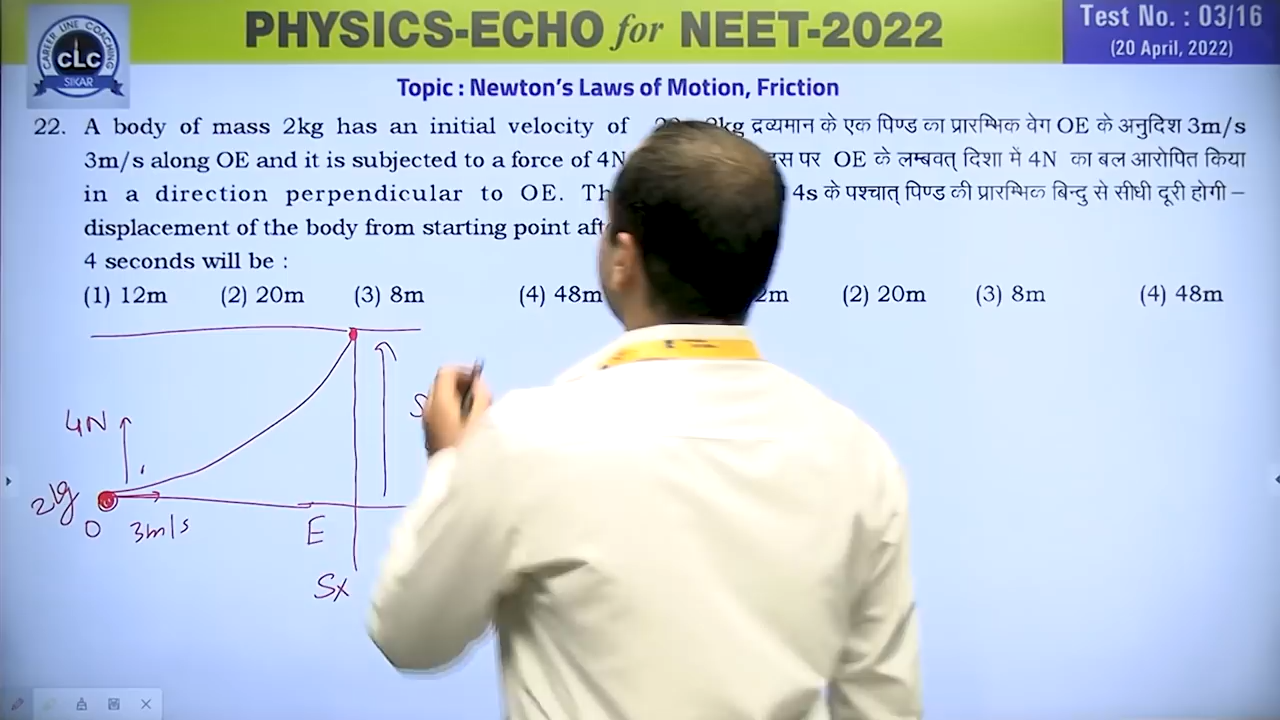 PHYSICS-ECHO for NEET-2022
Test No. : 03/16
(20 April, 2022)
CAREER LINE COACHING
CLC
SIKAR
Topic : Newton's Laws of Motion, Friction
22. A body of mass 2kg has an initial velocity of
3m/s along OE and it is subjected to a force of 4N
in a direction perpendicular to OE.
displacement of the body from starting point
4 seconds will be :
(1) 12m (2) 20m (3) 8m (4) 48m
द्रव्यमान के एक पिण्ड का प्रारम्भिक वेग OE के अनुदिश 3m/s
पर OE के लम्बवत् दिशा में 4N का बल आरोपित किया
4s के पश्चात् पिण्ड की प्रारम्भिक बिन्दु से सीधी दूरी होगी –
(2) 20m (3) 8m (4) 48m
4N
2kg
O 3m/s E
Sx